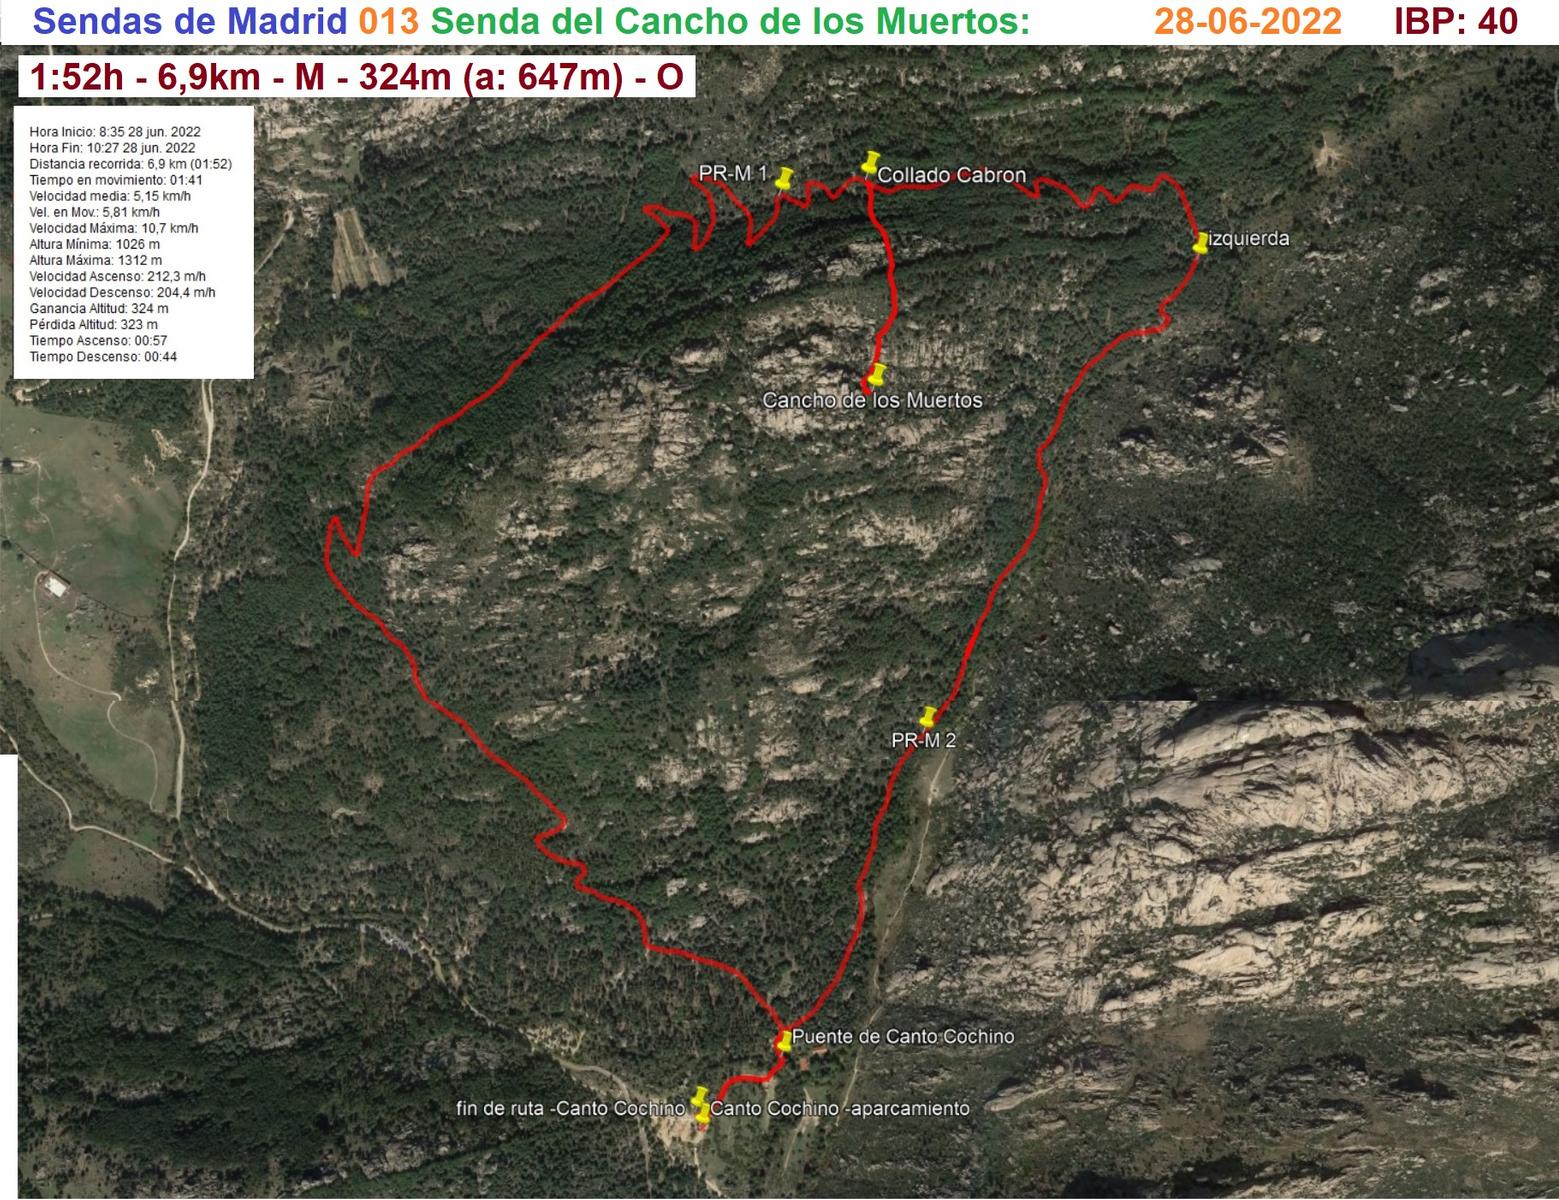 Sendas de Madrid 013 Senda del Cancho de los Muertos: 28-06-2022 IBP: 40
1:52h - 6,9km - M - 324m (a: 647m) - O
Hora Inicio: 8:35 28 jun. 2022
Hora Fin: 10:27 28 jun. 2022
Distancia recorrida: 6,9 km (01:52)
Tiempo en movimiento: 01:41
Velocidad media: 5,15 km/h
Vel. en Mov.: 5,81 km/h
Velocidad Máxima: 10,7 km/h
Altura Mínima: 1026 m
Altura Máxima: 1312 m
Velocidad Ascenso: 212,3 m/h
Velocidad Descenso: 204,4 m/h
Ganancia Altitud: 324 m
Pérdida Altitud: 323 m
Tiempo Ascenso: 00:57
Tiempo Descenso: 00:44
PR-M 1
Collado Cabron
izquierda
Cancho de los Muertos
PR-M 2
Puente de Canto Cochino
fin de ruta -Canto Cochino
Canto Cochino -aparcamiento